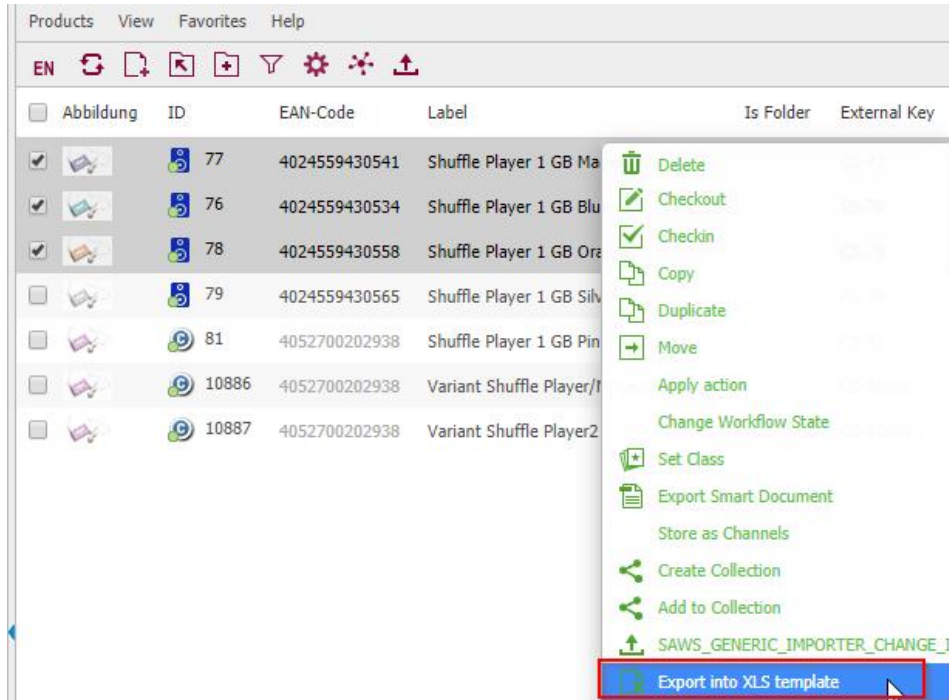 Products View Favorites Help
EN
Abbildung ID EAN-Code Label Is Folder External Key
77 4024559430541 Shuffle Player 1 GB Ma
76 4024559430534 Shuffle Player 1 GB Blu
78 4024559430558 Shuffle Player 1 GB Ora
79 4024559430565 Shuffle Player 1 GB Silv
81 4052700202938 Shuffle Player 1 GB Pin
10886 4052700202938 Variant Shuffle Player/
10887 4052700202938 Variant Shuffle Player2
Delete
Checkout
Checkin
Copy
Duplicate
Move
Apply action
Change Workflow State
Set Class
Export Smart Document
Store as Channels
Create Collection
Add to Collection
SAWS_GENERIC_IMPORTER_CHANGE_
Export into XLS template